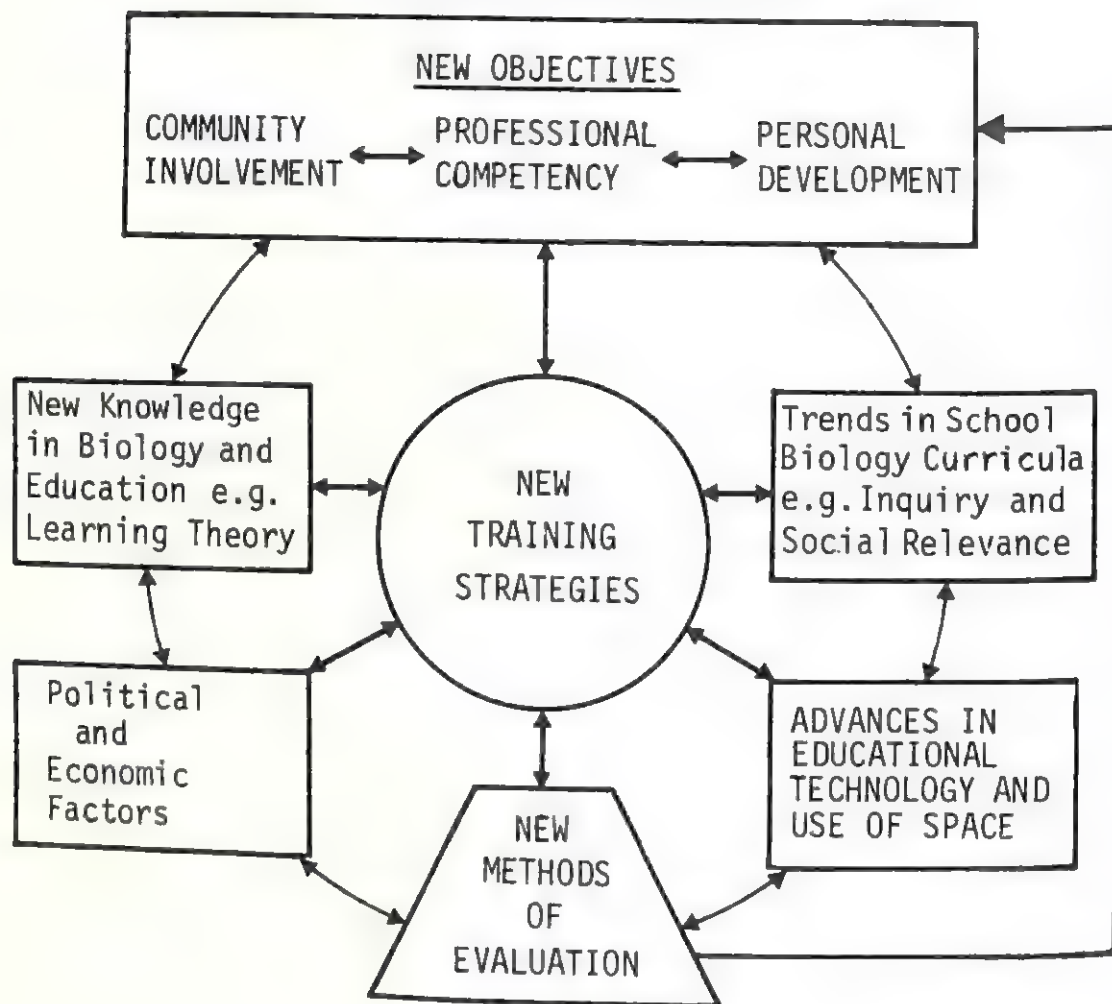 NEW OBJECTIVES
COMMUNITY
INVOLVEMENT
PROFESSIONAL
COMPETENCY
PERSONAL
DEVELOPMENT
New Knowledge
in Biology and
Education e.g.
Learning Theory
NEW
TRAINING
STRATEGIES
Trends in School
Biology Curricula
e.g. Inquiry and
Social Relevance
Political
and
Economic
Factors
ADVANCES IN
EDUCATIONAL
TECHNOLOGY AND
USE OF SPACE
NEW
METHODS
OF
EVALUATION